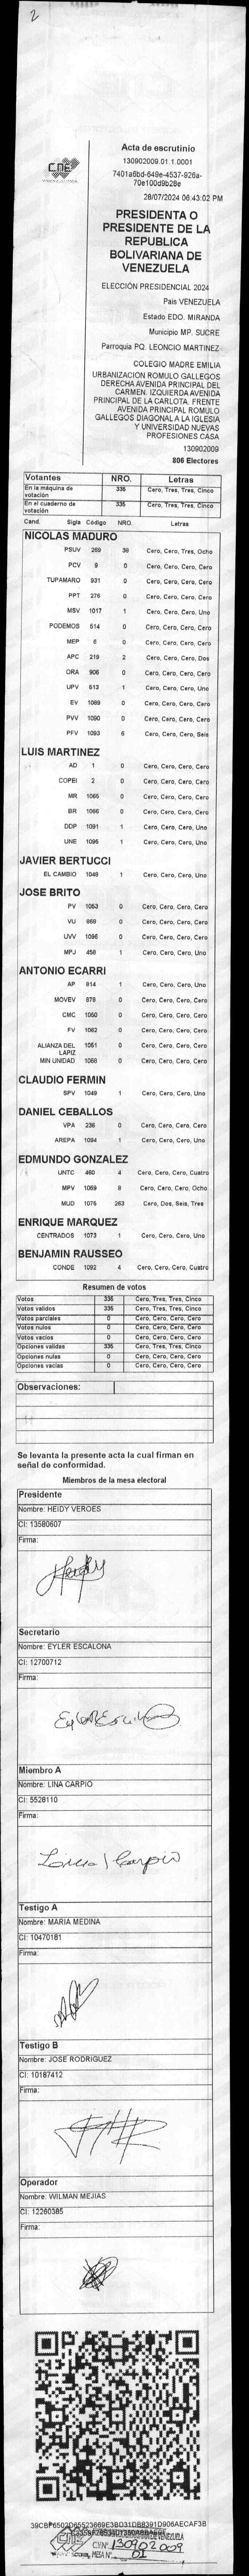 2
CNE
Acta de escrutinio
130902009.01.1.0001
7401a6bd-649e-4537-926a-
70e100d9b28e
28/07/2024 06:43:02 PM
PRESIDENTA O
PRESIDENTE DE LA
REPUBLICA
BOLIVARIANA DE
VENEZUELA
ELECCIÓN PRESIDENCIAL 2024
Pais VENEZUELA
Estado EDO. MIRANDA
Municipio MP. SUCRE
Parroquia PQ. LEONCIO MARTINEZ
COLEGIO MADRE EMILIA
URBANIZACION ROMULO GALLEGOS
DERECHA AVENIDA PRINCIPAL DEL
CARMEN. IZQUIERDA AVENIDA
PRINCIPAL DE LA CARLOTA. FRENTE
AVENIDA PRINCIPAL ROMULO
GALLEGOS DIAGONAL A LA IGLESIA
Y UNIVERSIDAD NUEVAS
PROFESIONES CASA
130902009
806 Electores
Votantes NRO. Letras
En la máquina de votación 335 Cero, Tres, Tres, Cinco
En el cuaderno de votación 335 Cero, Tres, Tres, Cinco
Cand. Sigla Código NRO. Letras
NICOLAS MADURO
PSUV 269 38 Cero, Cero, Tres, Ocho
PCV 9 0 Cero, Cero, Cero, Cero
TUPAMARO 931 0 Cero, Cero, Cero, Cero
PPT 276 0 Cero, Cero, Cero, Cero
MSV 1017 1 Cero, Cero, Cero, Uno
PODEMOS 514 0 Cero, Cero, Cero, Cero
MEP 6 0 Cero, Cero, Cero, Cero
APC 219 2 Cero, Cero, Cero, Dos
ORA 906 0 Cero, Cero, Cero, Cero
UPV 513 1 Cero, Cero, Cero, Uno
EV 1089 0 Cero, Cero, Cero, Cero
PVV 1090 0 Cero, Cero, Cero, Cero
PFV 1093 6 Cero, Cero, Cero, Seis
LUIS MARTINEZ
AD 1 0 Cero, Cero, Cero, Cero
COPEI 2 0 Cero, Cero, Cero, Cero
MR 1065 0 Cero, Cero, Cero, Cero
BR 1066 0 Cero, Cero, Cero, Cero
DDP 1091 1 Cero, Cero, Cero, Uno
UNE 1095 1 Cero, Cero, Cero, Uno
JAVIER BERTUCCI
EL CAMBIO 1048 1 Cero, Cero, Cero, Uno
JOSE BRITO
PV 1053 0 Cero, Cero, Cero, Cero
VU 868 0 Cero, Cero, Cero, Cero
UVV 1096 0 Cero, Cero, Cero, Cero
MPJ 458 1 Cero, Cero, Cero, Uno
ANTONIO ECARRI
AP 814 1 Cero, Cero, Cero, Uno
MOVEV 878 0 Cero, Cero, Cero, Cero
CMC 1050 0 Cero, Cero, Cero, Cero
FV 1062 0 Cero, Cero, Cero, Cero
ALIANZA DEL LAPIZ 1051 0 Cero, Cero, Cero, Cero
MIN UNIDAD 1068 0 Cero, Cero, Cero, Cero
CLAUDIO FERMIN
SPV 1049 1 Cero, Cero, Cero, Uno
DANIEL CEBALLOS
VPA 236 0 Cero, Cero, Cero, Cero
AREPA 1094 1 Cero, Cero, Cero, Uno
EDMUNDO GONZALEZ
UNTC 460 4 Cero, Cero, Cero, Cuatro
MPV 1069 8 Cero, Cero, Cero, Ocho
MUD 1076 263 Cero, Dos, Seis, Tres
ENRIQUE MARQUEZ
CENTRADOS 1073 1 Cero, Cero, Cero, Uno
BENJAMIN RAUSSEO
CONDE 1092 4 Cero, Cero, Cero, Cuatro
Resumen de votos
Votos 335 Cero, Tres, Tres, Cinco
Votos validos 335 Cero, Tres, Tres, Cinco
Votos parciales 0 Cero, Cero, Cero, Cero
Votos nulos 0 Cero, Cero, Cero, Cero
Votos vacios 0 Cero, Cero, Cero, Cero
Opciones validas 335 Cero, Tres, Tres, Cinco
Opciones nulas 0 Cero, Cero, Cero, Cero
Opciones vacias 0 Cero, Cero, Cero, Cero
Observaciones:
Se levanta la presente acta la cual firman en
señal de conformidad.
Miembros de la mesa electoral
Presidente
Nombre: HEIDY VEROES
CI: 13580607
Firma:
Heydy
Secretario
Nombre: EYLER ESCALONA
CI: 12700712
Firma:
Miembro A
Nombre: LINA CARPIO
CI: 5528110
Firma:
Carpio
Testigo A
Nombre: MARIA MEDINA
CI: 10470181
Firma:
Testigo B
Nombre: JOSE RODRIGUEZ
CI: 10187412
Firma:
Operador
Nombre: WILMAN MEJIAS
CI: 12260385
Firma:
39CBF6502D65523669E3BD31DB8391D906AECAF3B
CNE
C.V.Nº 130902009
MESA Nº 01